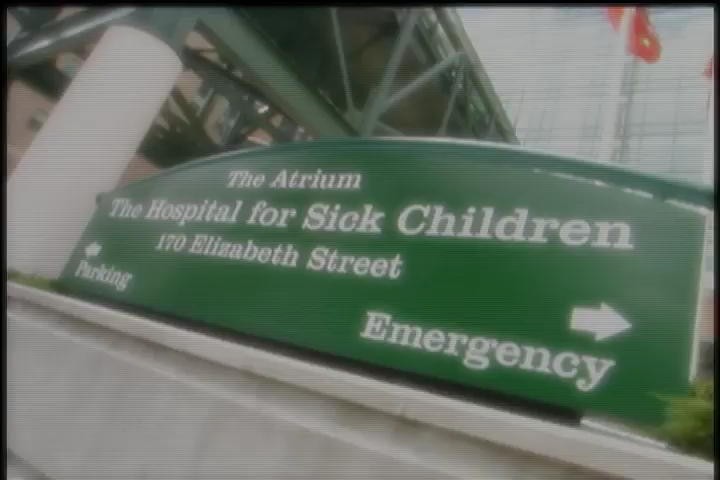 The Atrium
The Hospital for Sick Children
170 Elizabeth Street
Parking
Emergency